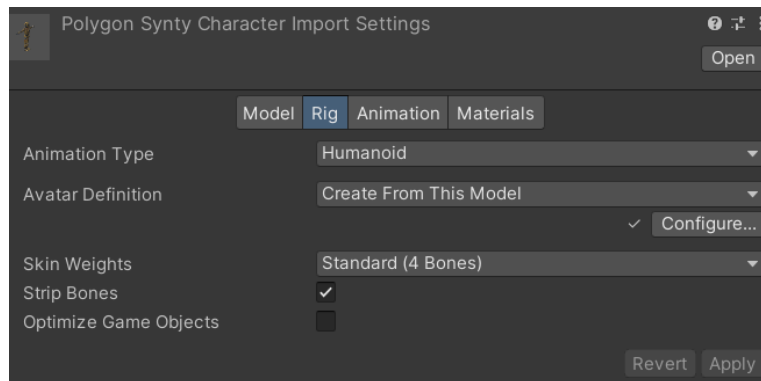 Polygon Synty Character Import Settings
Open
Model Rig Animation Materials
Animation Type Humanoid
Avatar Definition Create From This Model
Configure...
Skin Weights Standard (4 Bones)
Strip Bones
Optimize Game Objects
Revert Apply